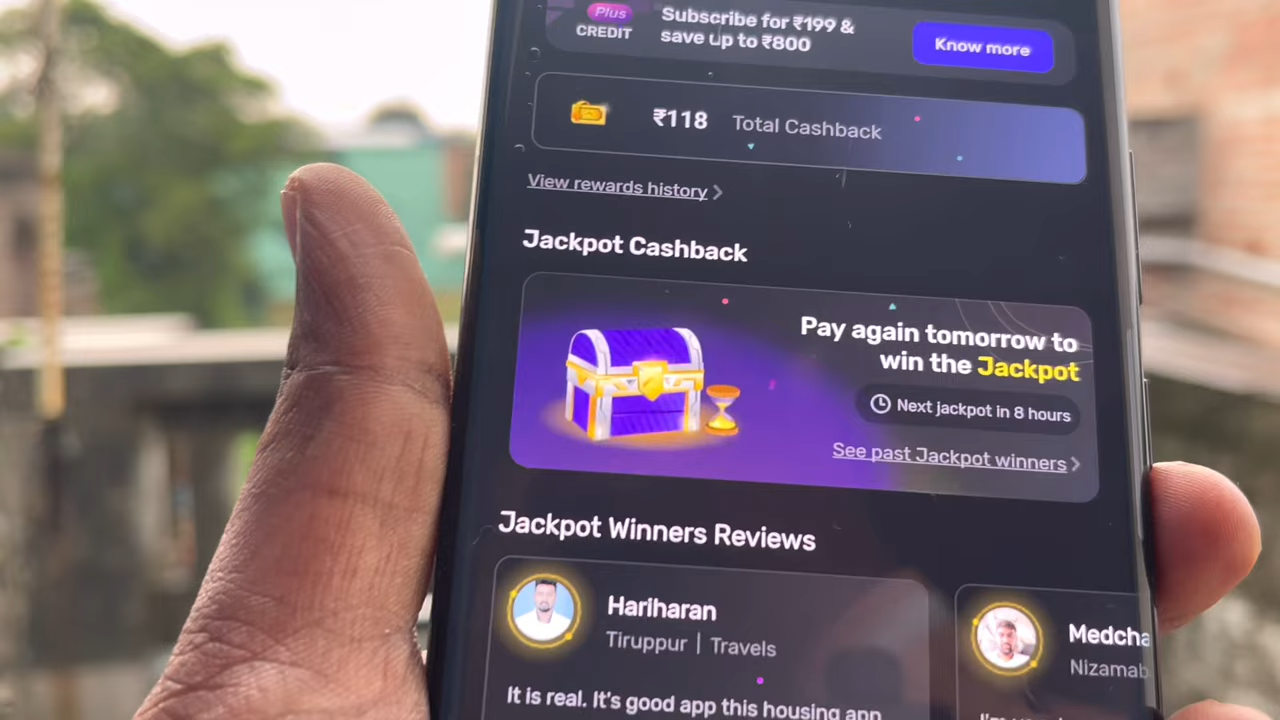 Plus
CREDIT
Subscribe for ₹199 &
save up to ₹800
Know more
₹118 Total Cashback
View rewards history
Jackpot Cashback
Pay again tomorrow to
win the Jackpot
Next jackpot in 8 hours
See past Jackpot winners
Jackpot Winners Reviews
Hariharan
Tiruppur | Travels
It is real. It's good app this housing app
Medcha
Nizamab
I'm